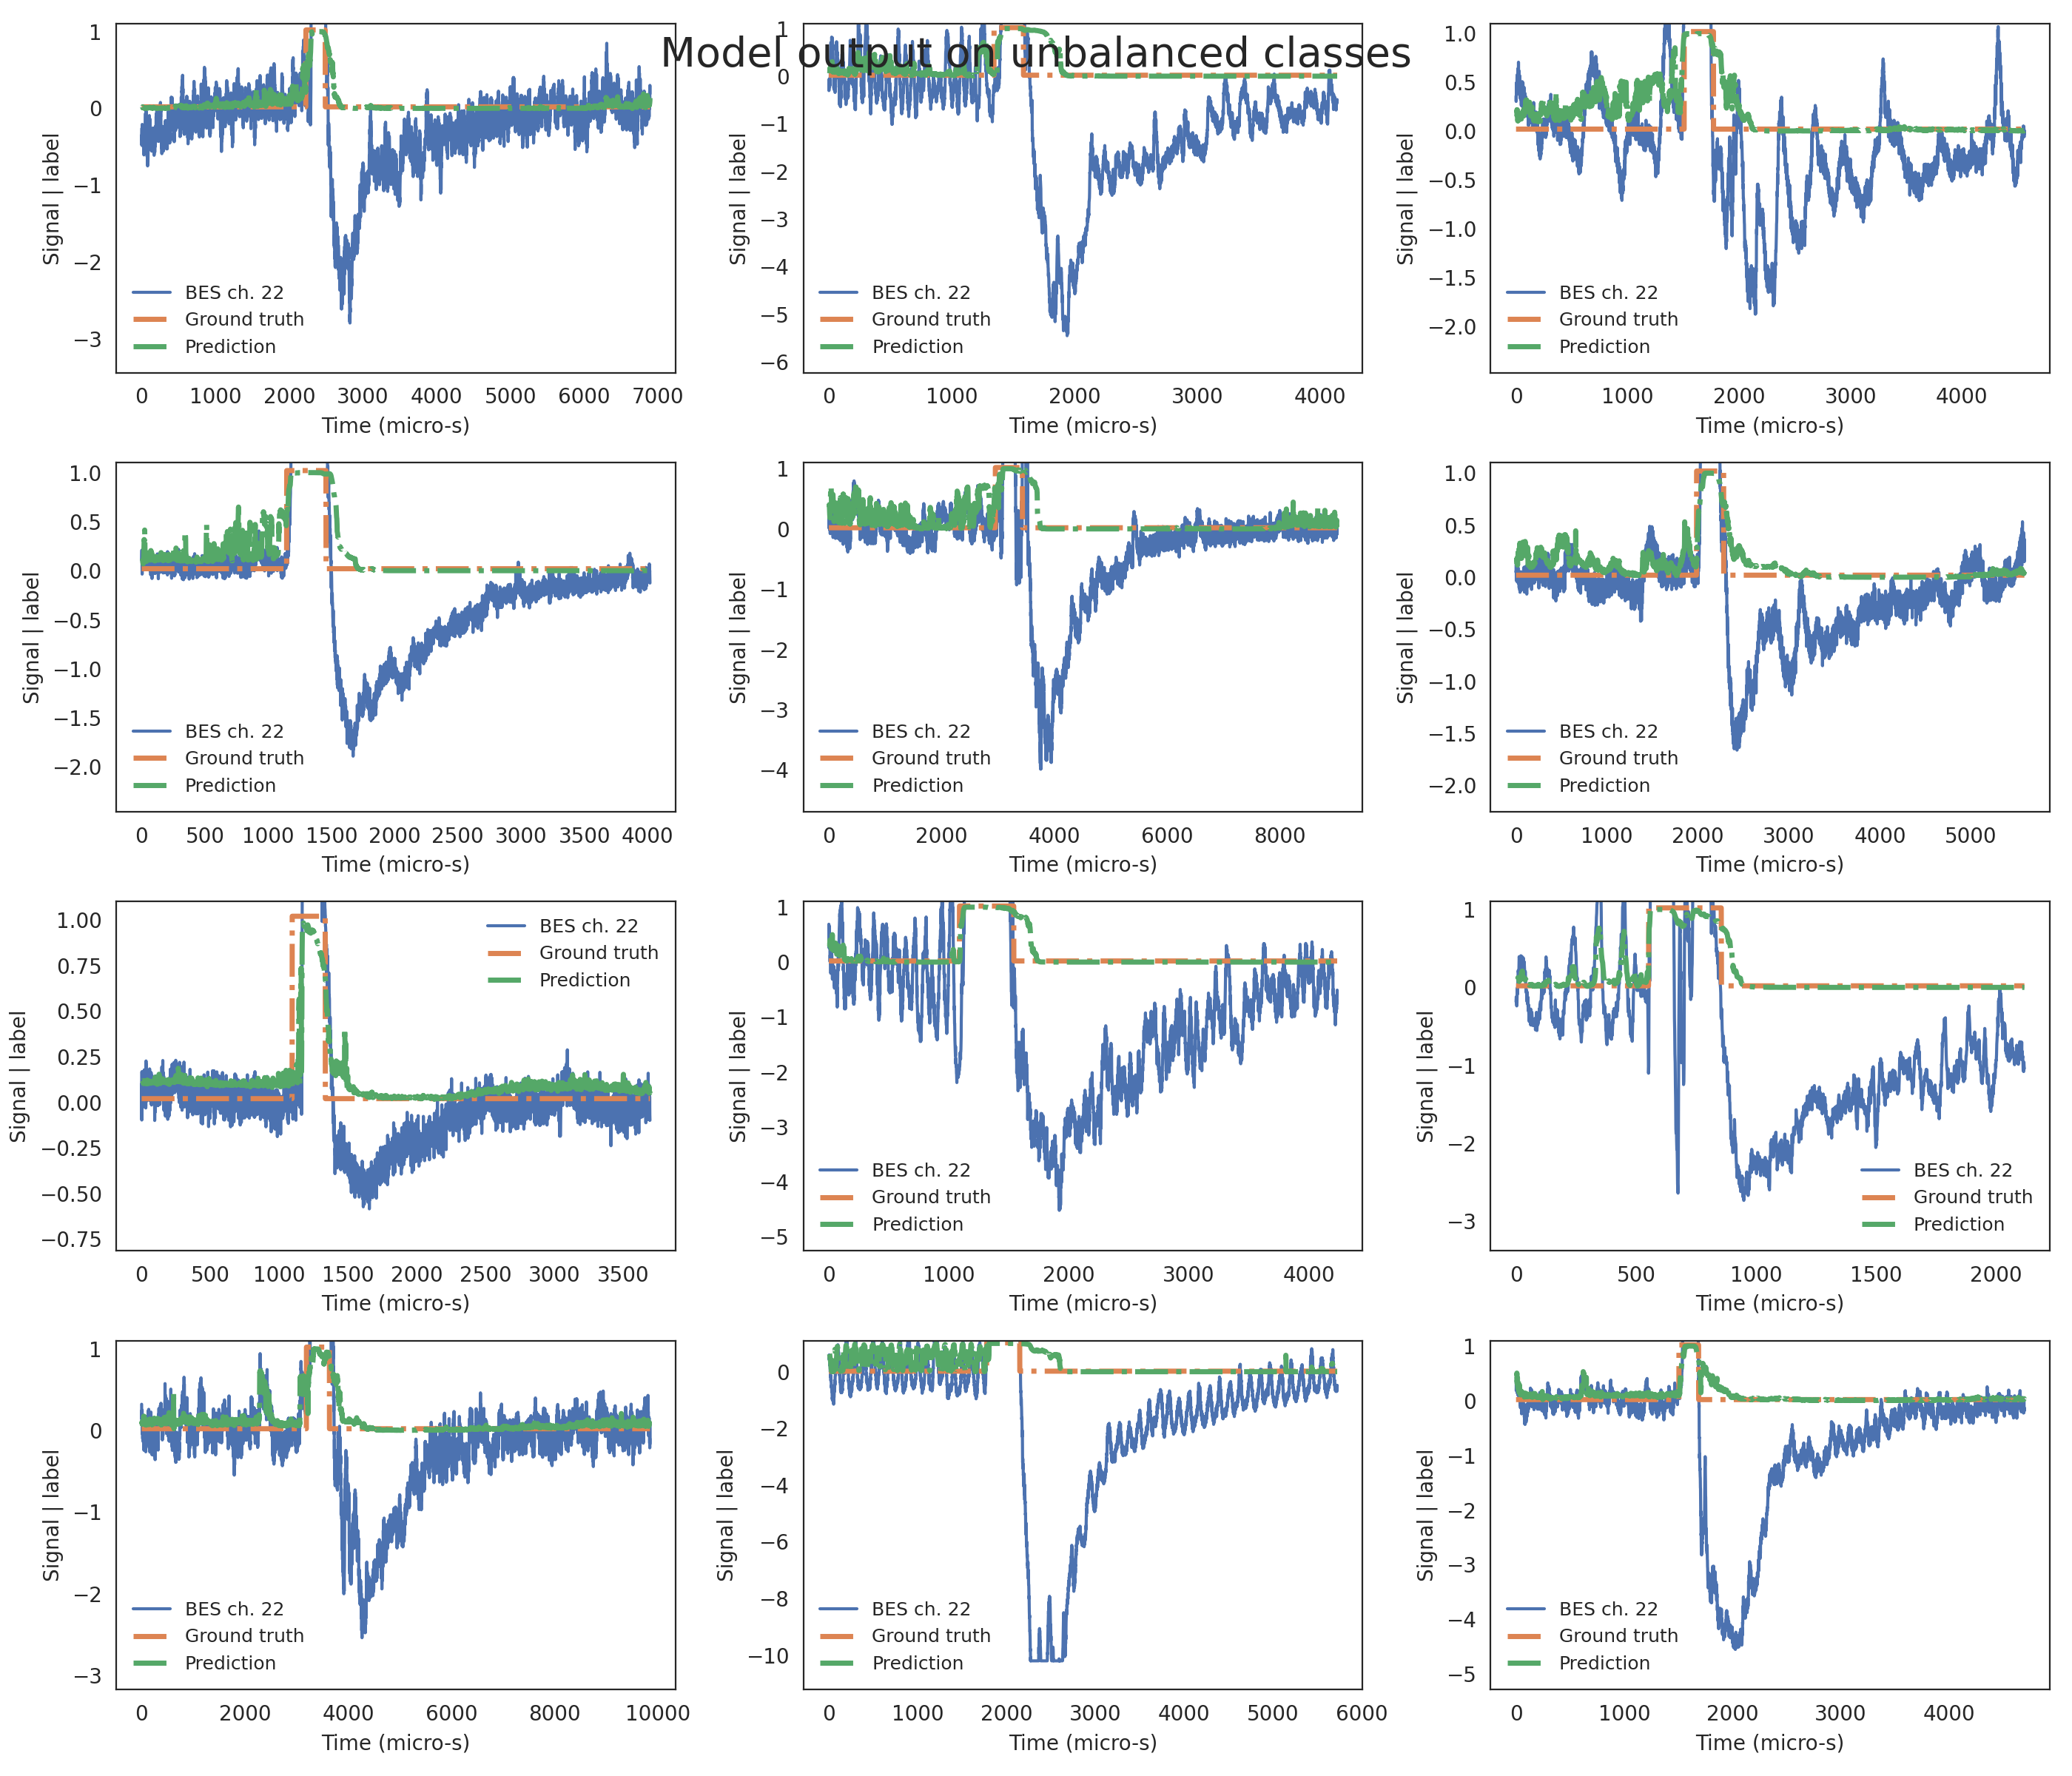 Model output on unbalanced classes
1
0
−1
−2
−3
Signal | label
BES ch. 22
Ground truth
Prediction
0 1000 2000 3000 4000 5000 6000 7000
Time (micro-s)
1
0
−1
−2
−3
−4
−5
−6
Signal | label
BES ch. 22
Ground truth
Prediction
0 1000 2000 3000 4000
Time (micro-s)
1.0
0.5
0.0
−0.5
−1.0
−1.5
−2.0
Signal | label
BES ch. 22
Ground truth
Prediction
0 1000 2000 3000 4000
Time (micro-s)
1.0
0.5
0.0
−0.5
−1.0
−1.5
−2.0
Signal | label
BES ch. 22
Ground truth
Prediction
0 500 1000 1500 2000 2500 3000 3500 4000
Time (micro-s)
1
0
−1
−2
−3
−4
Signal | label
BES ch. 22
Ground truth
Prediction
0 2000 4000 6000 8000
Time (micro-s)
1.0
0.5
0.0
−0.5
−1.0
−1.5
−2.0
Signal | label
BES ch. 22
Ground truth
Prediction
0 1000 2000 3000 4000 5000
Time (micro-s)
1.00
0.75
0.50
0.25
0.00
−0.25
−0.50
−0.75
Signal | label
BES ch. 22
Ground truth
Prediction
0 500 1000 1500 2000 2500 3000 3500
Time (micro-s)
1
0
−1
−2
−3
−4
−5
Signal | label
BES ch. 22
Ground truth
Prediction
0 1000 2000 3000 4000
Time (micro-s)
1
0
−1
−2
−3
Signal | label
BES ch. 22
Ground truth
Prediction
0 500 1000 1500 2000
Time (micro-s)
1
0
−1
−2
−3
Signal | label
BES ch. 22
Ground truth
Prediction
0 2000 4000 6000 8000 10000
Time (micro-s)
0
−2
−4
−6
−8
−10
Signal | label
BES ch. 22
Ground truth
Prediction
0 1000 2000 3000 4000 5000 6000
Time (micro-s)
1
0
−1
−2
−3
−4
−5
Signal | label
BES ch. 22
Ground truth
Prediction
0 1000 2000 3000 4000
Time (micro-s)